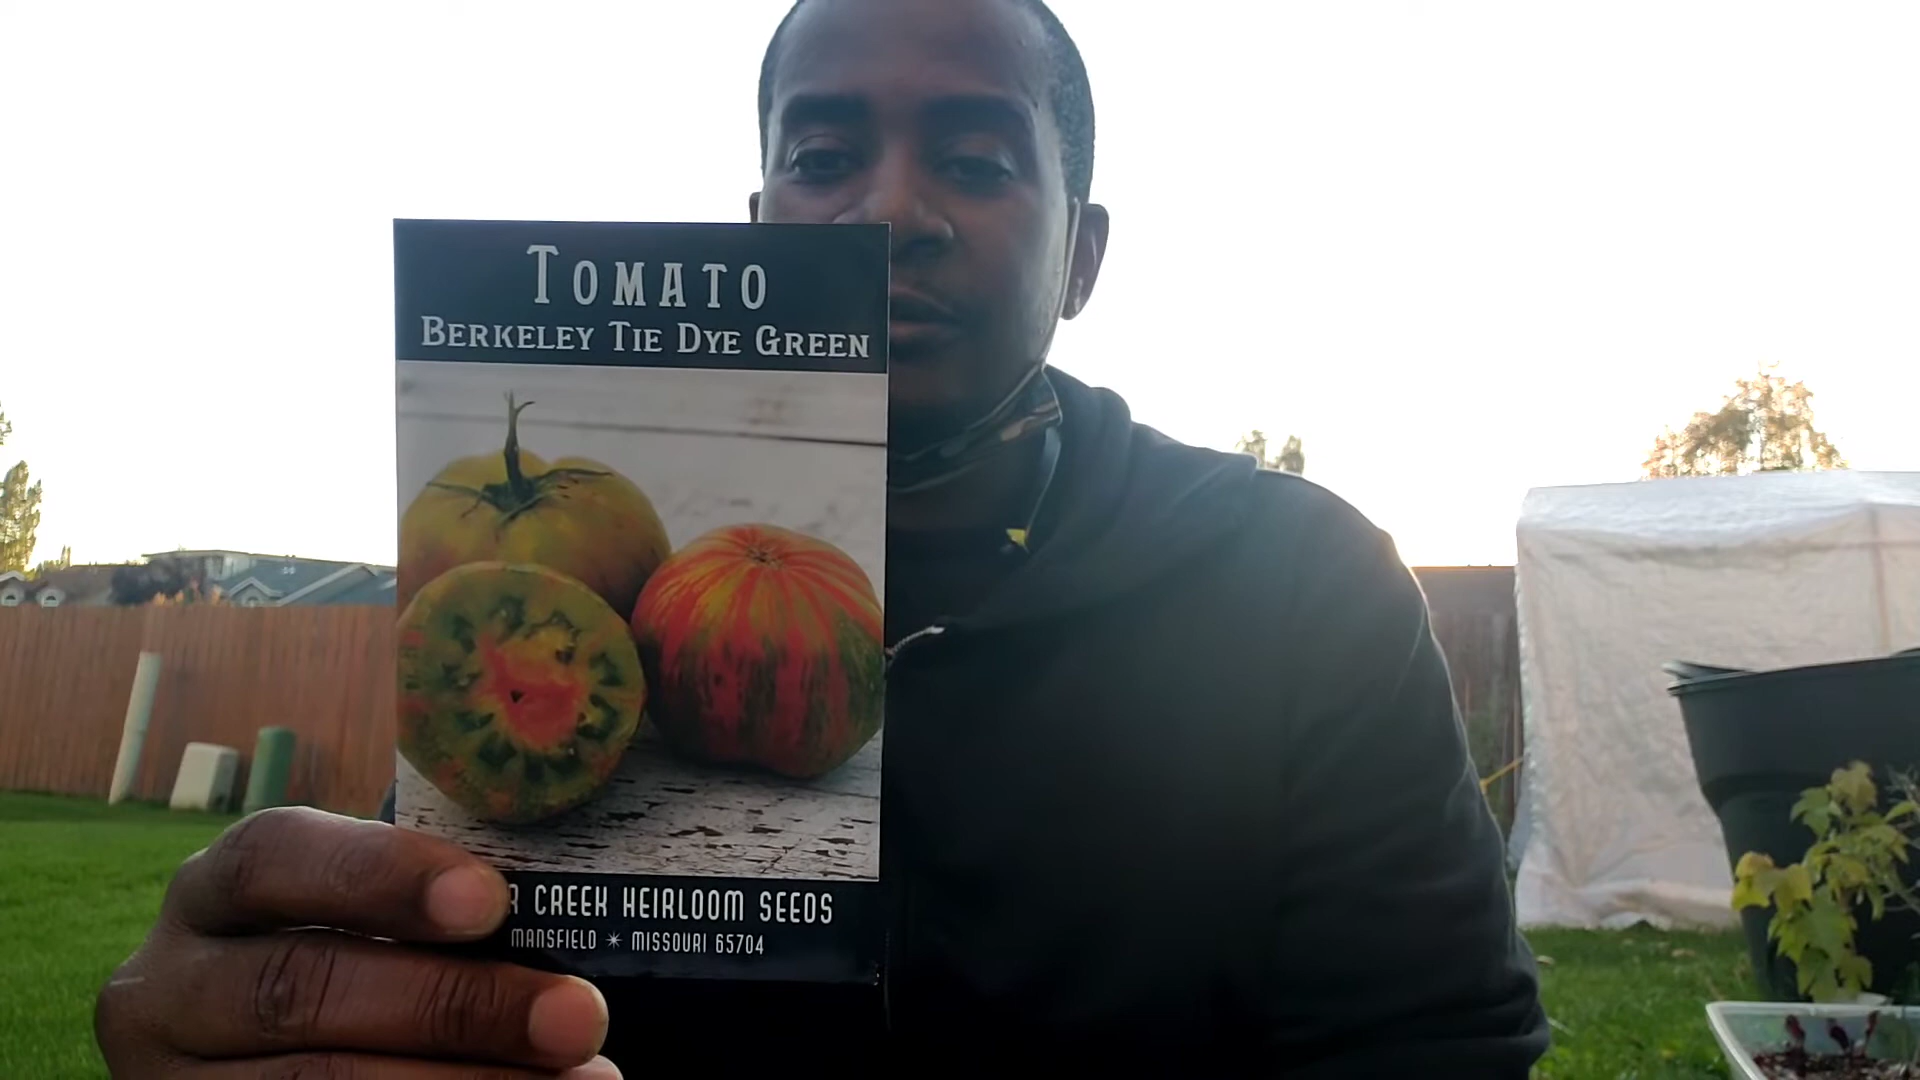 TOMATO
BERKELEY TIE DYE GREEN
R CREEK HEIRLOOM SEEDS
MANSFIELD ✴ MISSOURI 65704